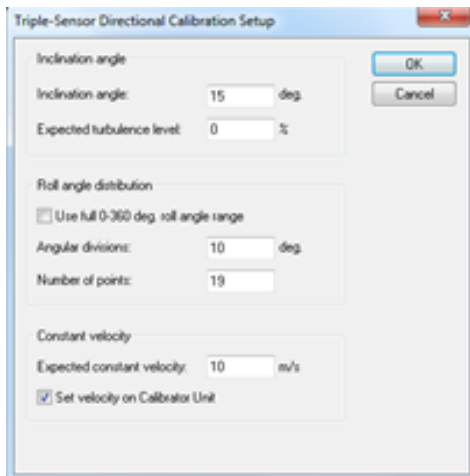 Triple-Sensor Directional Calibration Setup
Inclination angle
OK
Inclination angle: 15 deg.
Cancel
Expected turbulence level: 0 %
Roll angle distribution
Use full 0-360 deg. roll angle range
Angular divisions: 10 deg.
Number of points: 19
Constant velocity
Expected constant velocity: 10 m/s
Set velocity on Calibrator Unit